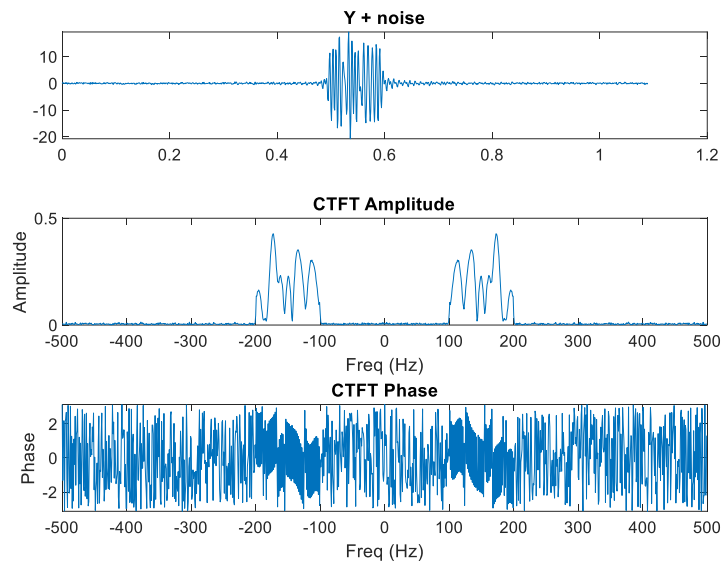 Y + noise
10
0
-10
-20
0 0.2 0.4 0.6 0.8 1 1.2
CTFT Amplitude
Amplitude
0.5
0
-500 -400 -300 -200 -100 0 100 200 300 400 500
Freq (Hz)
CTFT Phase
Phase
2
0
-2
-500 -400 -300 -200 -100 0 100 200 300 400 500
Freq (Hz)